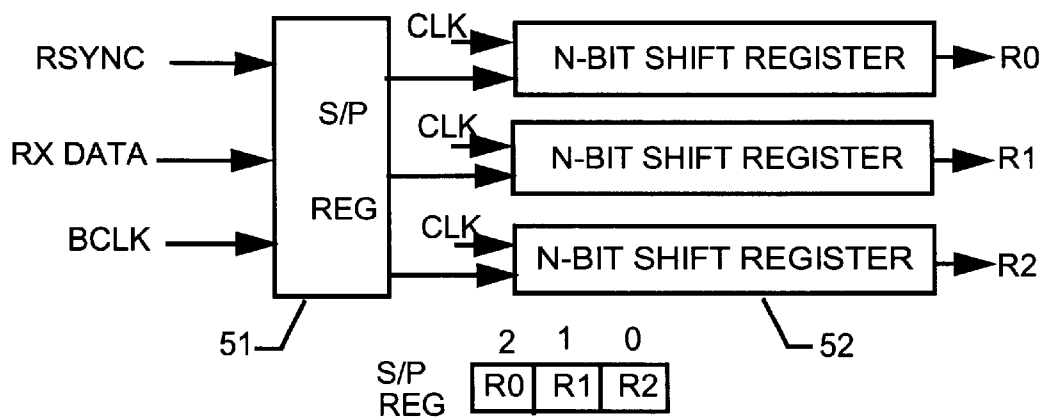 RSYNC
RX DATA
BCLK
S/P
REG
CLK
N-BIT SHIFT REGISTER
R0
CLK
N-BIT SHIFT REGISTER
R1
CLK
N-BIT SHIFT REGISTER
R2
51
52
2 1 0
S/P
REG
R0 R1 R2